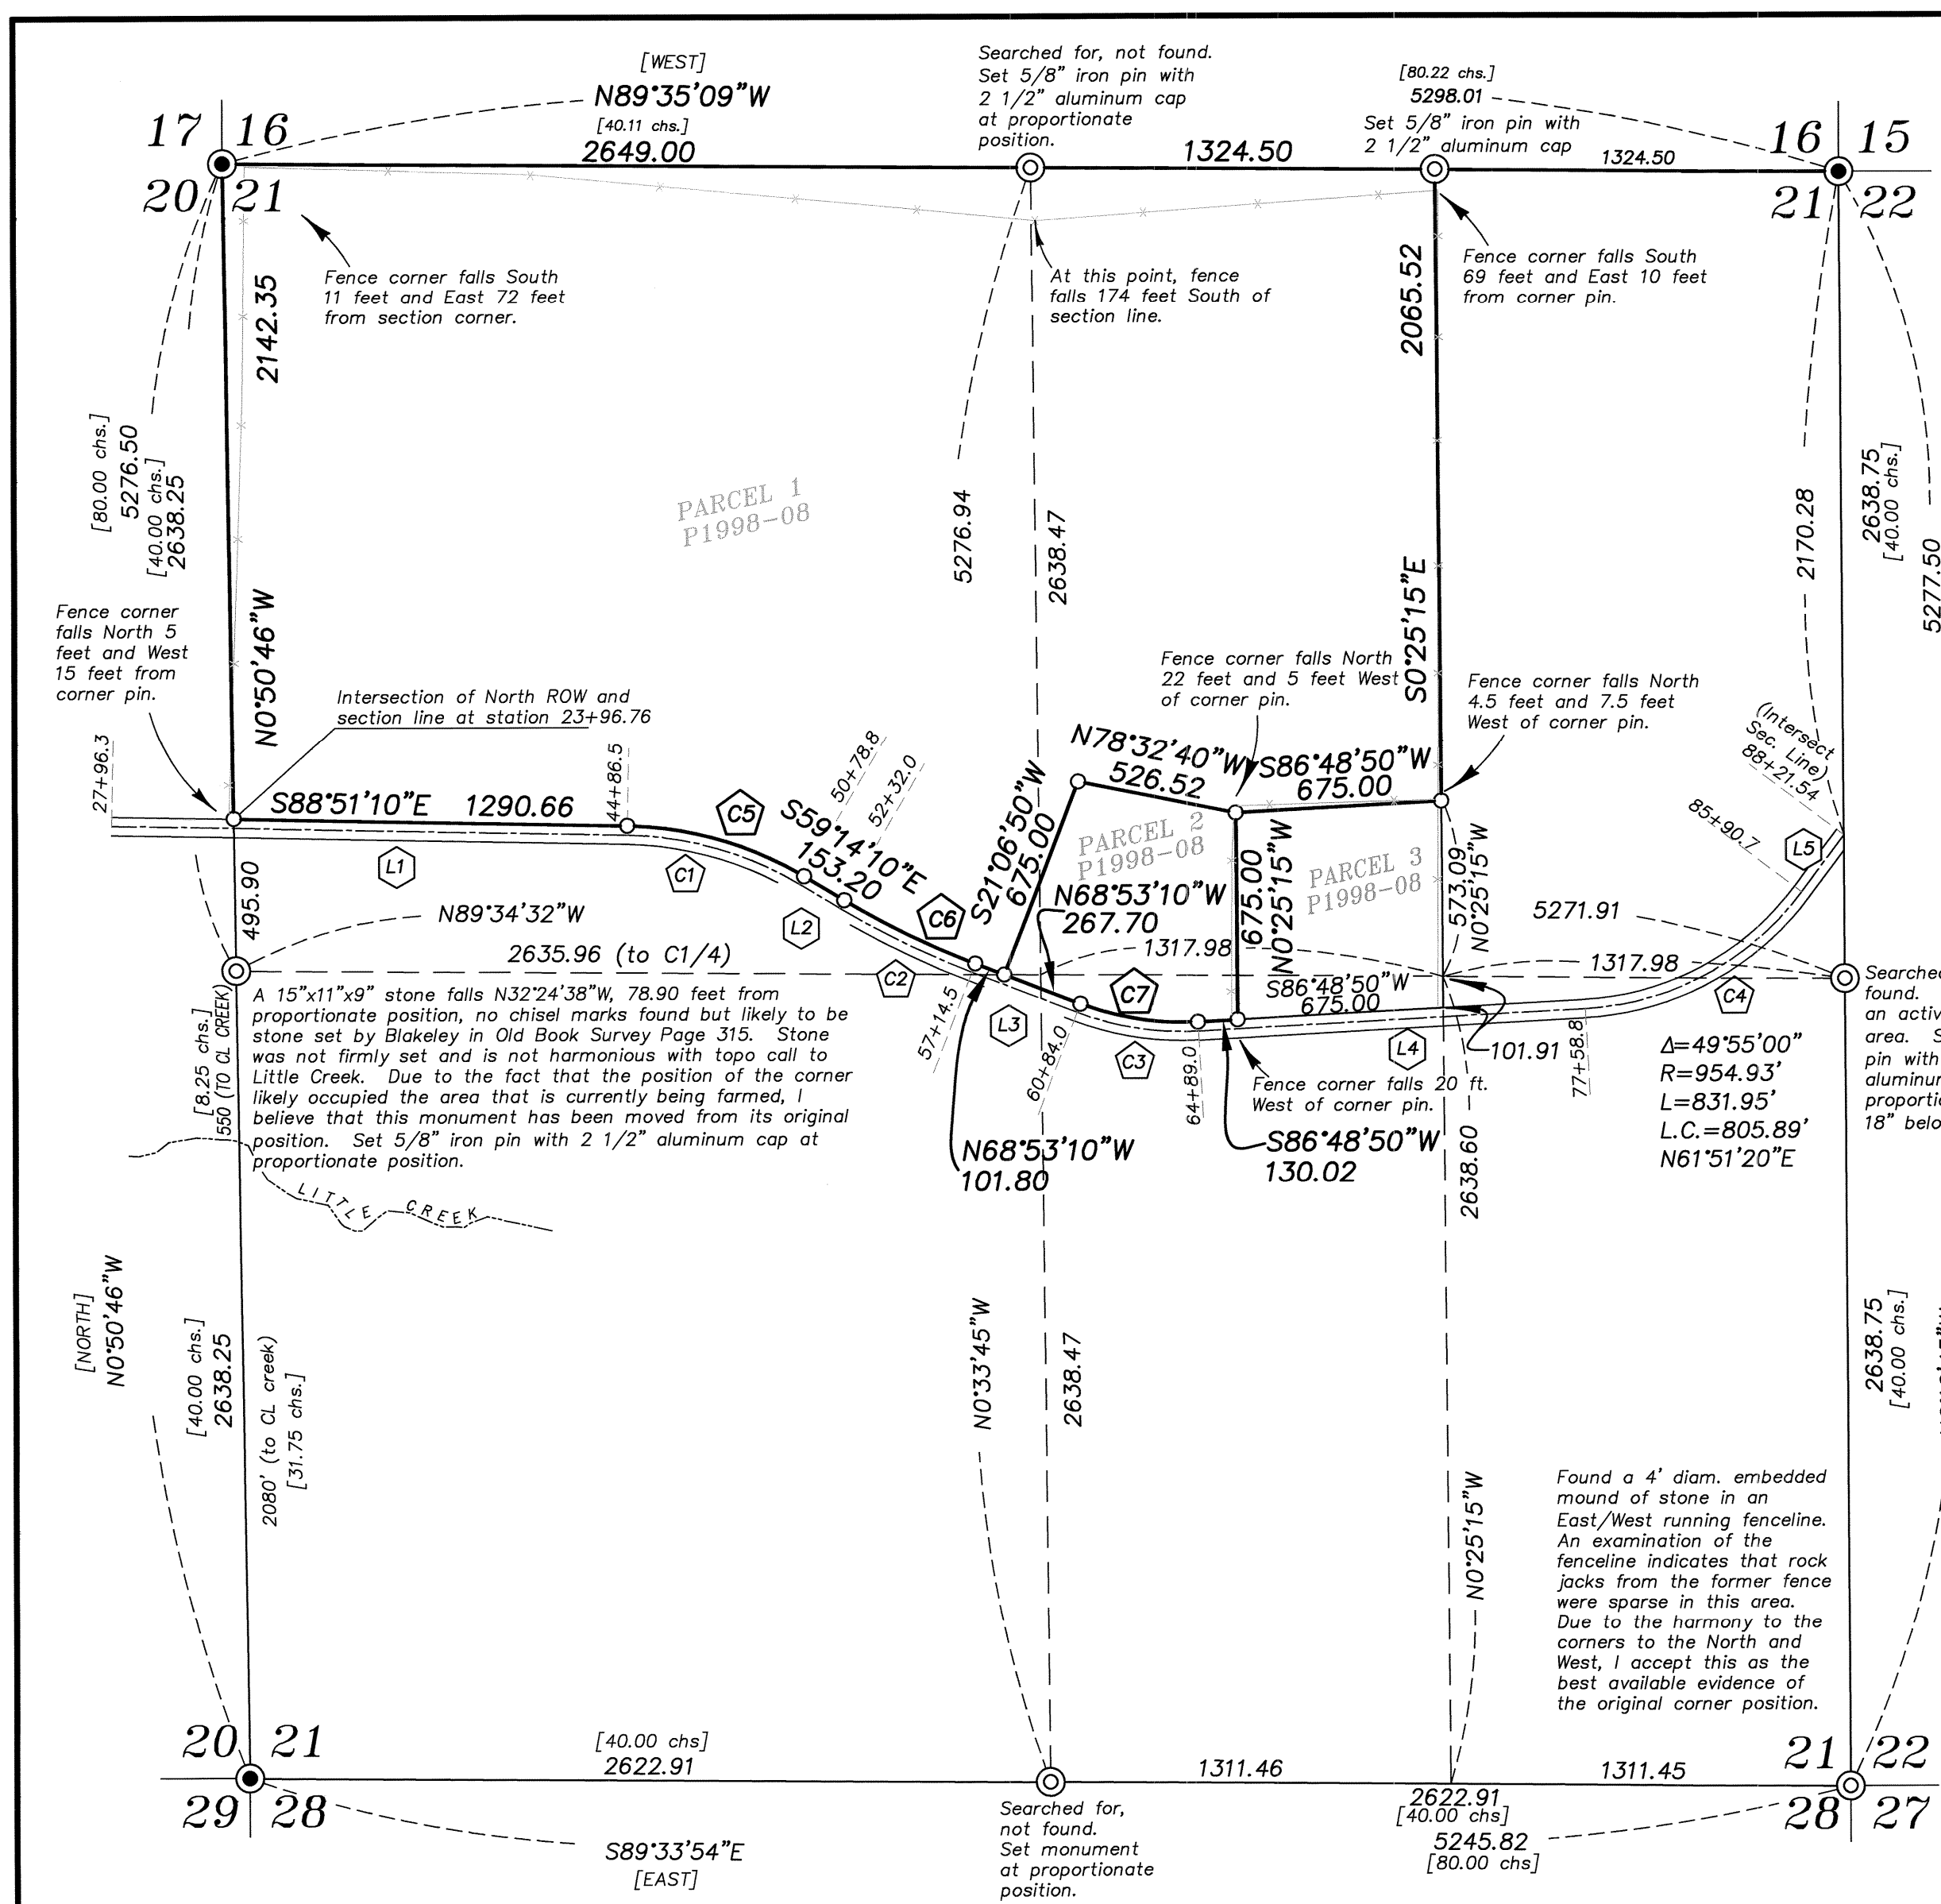 [WEST]
N89°35'09"W
[40.11 chs.]
2649.00
Searched for, not found.
Set 5/8" iron pin with
2 1/2" aluminum cap
at proportionate
position.
1324.50
[80.22 chs.]
5298.01
Set 5/8" iron pin with
2 1/2" aluminum cap
1324.50
17 16
20 21
16 15
21 22
Fence corner falls South
11 feet and East 72 feet
from section corner.
At this point, fence
falls 174 feet South of
section line.
Fence corner falls South
69 feet and East 10 feet
from corner pin.
2142.35
N0°50'46"W
[80.00 chs.]
5276.50
[40.00 chs.]
2638.25
PARCEL 1
P1998-08
5276.94
2638.47
2065.52
S0°25'15"E
2170.28
2638.75
[40.00 chs.]
5277.50
Fence corner
falls North 5
feet and West
15 feet from
corner pin.
Intersection of North ROW and
section line at station 23+96.76
Fence corner falls North
22 feet and 5 feet West
of corner pin.
Fence corner falls North
4.5 feet and 7.5 feet
West of corner pin.
(Intersect
Sec. Line)
88+21.54
85+90.7
L5
27+96.3
S88°51'10"E 1290.66
44+86.5
C5
50+78.8
52+32.0
S59°14'10"E
153.20
L1
C1
L2
C6
C2
S21°06'50"W
675.00
N78°32'40"W
526.52
S86°48'50"W
675.00
PARCEL 2
P1998-08
PARCEL 3
P1998-08
675.00
N0°25'15"W
573.09
N0°25'15"W
N68°53'10"W
267.70
1317.98
5271.91
1317.98
495.90
N89°34'32"W
2635.96 (to C1/4)
A 15"x11"x9" stone falls N32°24'38"W, 78.90 feet from
proportionate position, no chisel marks found but likely to be
stone set by Blakeley in Old Book Survey Page 315. Stone
was not firmly set and is not harmonious with topo call to
Little Creek. Due to the fact that the position of the corner
likely occupied the area that is currently being farmed, I
believe that this monument has been moved from its original
position. Set 5/8" iron pin with 2 1/2" aluminum cap at
proportionate position.
[8.25 chs.]
550 (TO CL CREEK)
LITTLE CREEK
57+14.5
L3
60+84.0
C7
C3
64+89.0
S86°48'50"W
675.00
L4
101.91
77+58.8
C4
Fence corner falls 20 ft.
West of corner pin.
N68°53'10"W
101.80
S86°48'50"W
130.02
Δ=49°55'00"
R=954.93'
L=831.95'
L.C.=805.89'
N61°51'20"E
Searched
found.
an activ
area. S
pin with
aluminum
proportio
18" belo
2638.60
[NORTH]
N0°50'46"W
[40.00 chs.]
2638.25
2080' (to CL creek)
[31.75 chs.]
N0°33'45"W
2638.47
N0°25'15"W
2638.75
[40.00 chs.]
Found a 4' diam. embedded
mound of stone in an
East/West running fenceline.
An examination of the
fenceline indicates that rock
jacks from the former fence
were sparse in this area.
Due to the harmony to the
corners to the North and
West, I accept this as the
best available evidence of
the original corner position.
20 21
29 28
[40.00 chs]
2622.91
1311.46
1311.45
21 22
28 27
S89°33'54"E
[EAST]
Searched for,
not found.
Set monument
at proportionate
position.
2622.91
[40.00 chs]
5245.82
[80.00 chs]